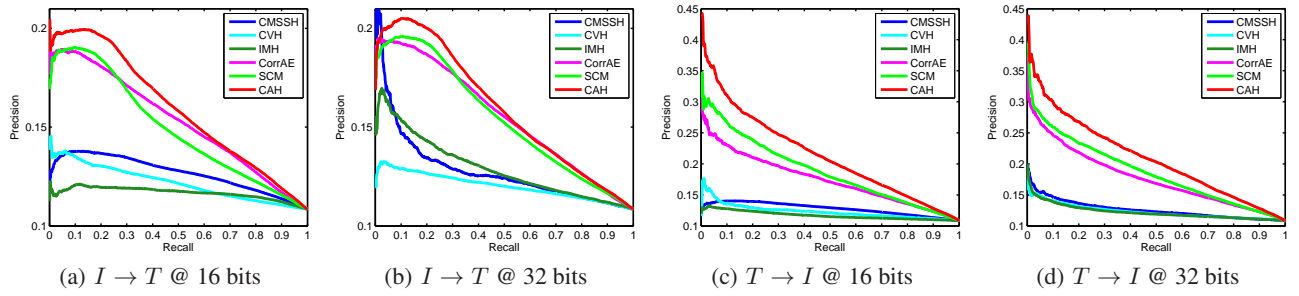 0.2
0.15
0.1
Precision
0 0.1 0.2 0.3 0.4 0.5 0.6 0.7 0.8 0.9 1
Recall
CMSSH
CVH
IMH
CorrAE
SCM
CAH
(a) I → T @ 16 bits
0.2
0.15
0.1
Precision
0 0.1 0.2 0.3 0.4 0.5 0.6 0.7 0.8 0.9 1
Recall
CMSSH
CVH
IMH
CorrAE
SCM
CAH
(b) I → T @ 32 bits
0.45
0.4
0.35
0.3
0.25
0.2
0.15
0.1
Precision
0 0.1 0.2 0.3 0.4 0.5 0.6 0.7 0.8 0.9 1
Recall
CMSSH
CVH
IMH
CorrAE
SCM
CAH
(c) T → I @ 16 bits
0.45
0.4
0.35
0.3
0.25
0.2
0.15
0.1
Precision
0 0.1 0.2 0.3 0.4 0.5 0.6 0.7 0.8 0.9 1
Recall
CMSSH
CVH
IMH
CorrAE
SCM
CAH
(d) T → I @ 32 bits